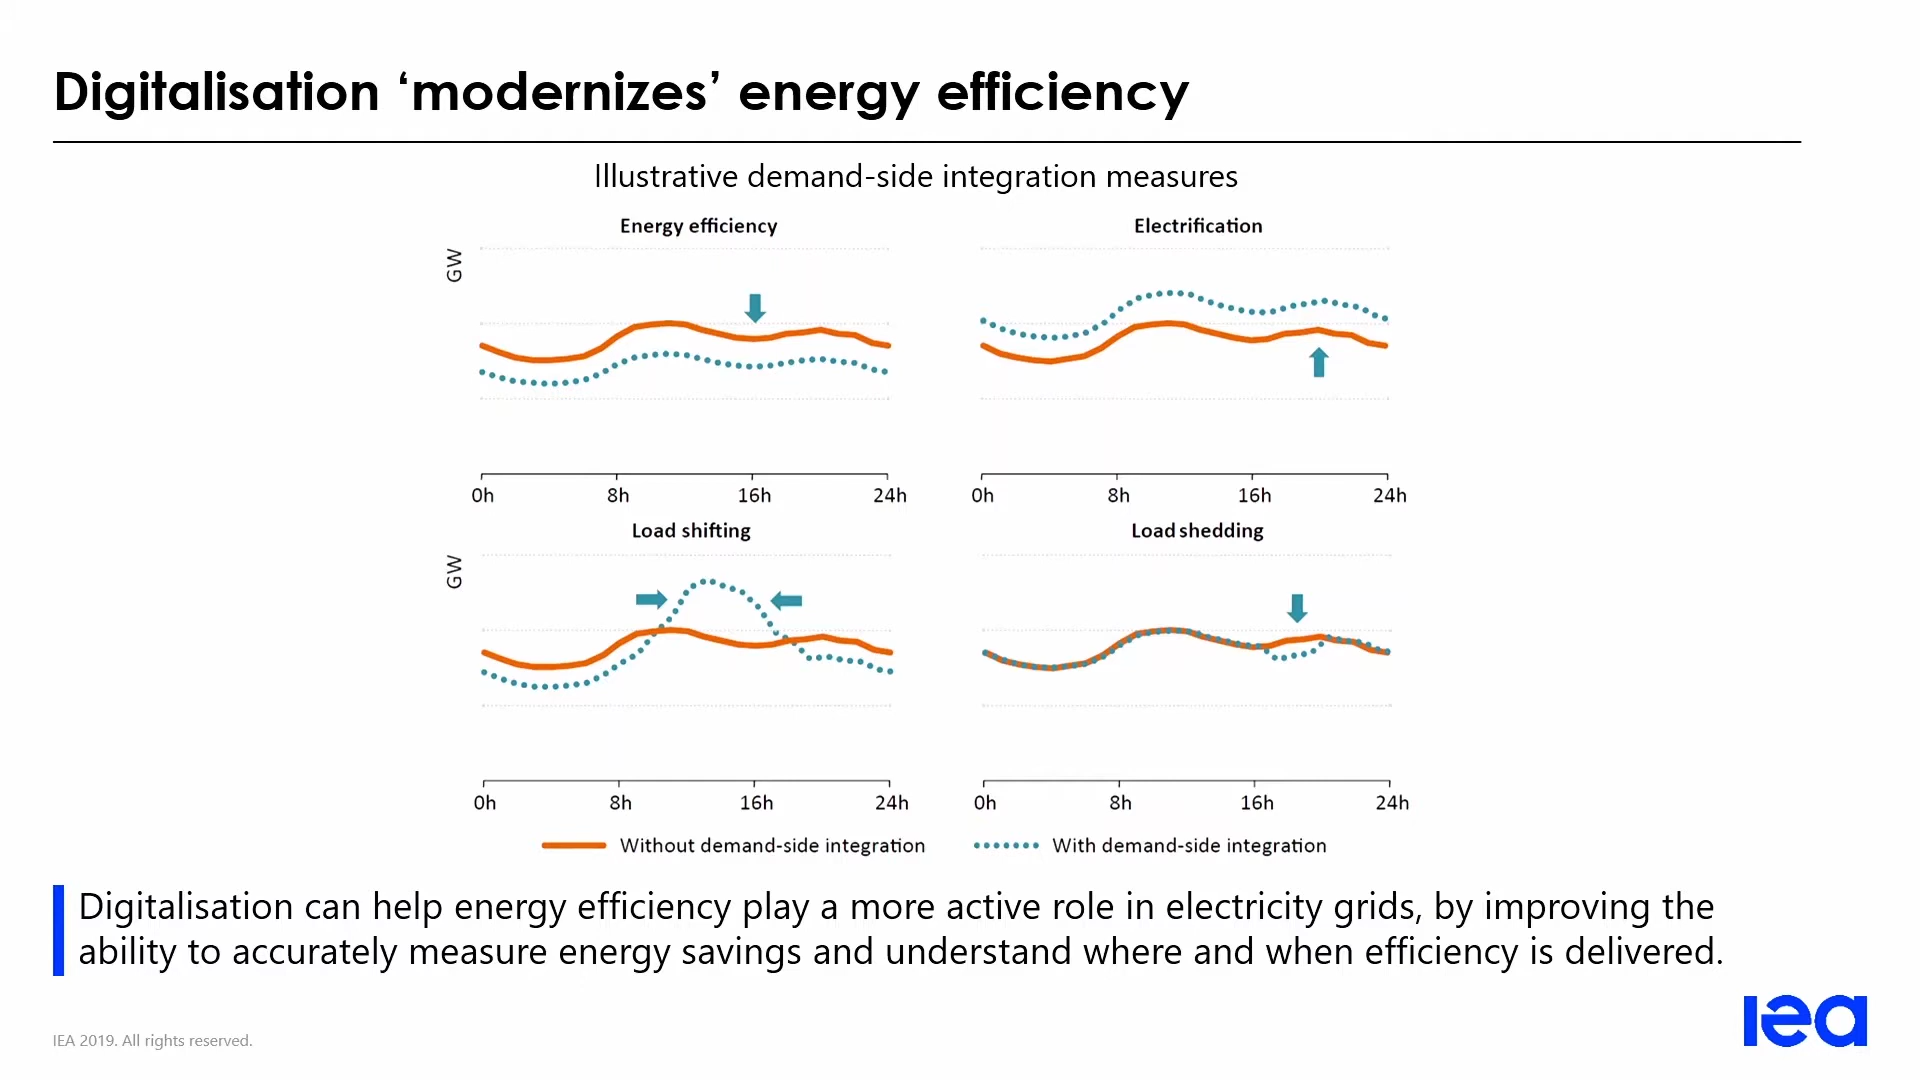 Digitalisation ‘modernizes’ energy efficiency
Illustrative demand-side integration measures
Energy efficiency
Electrification
GW
0h 8h 16h 24h
0h 8h 16h 24h
Load shifting
Load shedding
GW
0h 8h 16h 24h
0h 8h 16h 24h
Without demand-side integration
With demand-side integration
Digitalisation can help energy efficiency play a more active role in electricity grids, by improving the
ability to accurately measure energy savings and understand where and when efficiency is delivered.
iea
IEA 2019. All rights reserved.